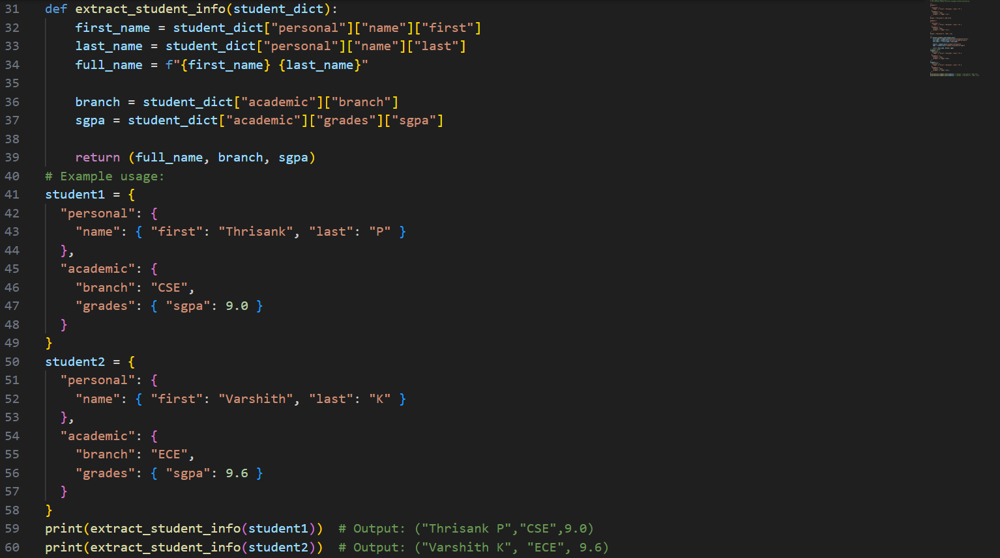 31 def extract_student_info(student_dict):
32     first_name = student_dict["personal"]["name"]["first"]
33     last_name = student_dict["personal"]["name"]["last"]
34     full_name = f"{first_name} {last_name}"
35
36     branch = student_dict["academic"]["branch"]
37     sgpa = student_dict["academic"]["grades"]["sgpa"]
38
39     return (full_name, branch, sgpa)
40 # Example usage:
41 student1 = {
42   "personal": {
43     "name": { "first": "Thrisank", "last": "P" }
44   },
45   "academic": {
46     "branch": "CSE",
47     "grades": { "sgpa": 9.0 }
48   }
49 }
50 student2 = {
51   "personal": {
52     "name": { "first": "Varshith", "last": "K" }
53   },
54   "academic": {
55     "branch": "ECE",
56     "grades": { "sgpa": 9.6 }
57   }
58 }
59 print(extract_student_info(student1))  # Output: ("Thrisank P","CSE",9.0)
60 print(extract_student_info(student2))  # Output: ("Varshith K", "ECE", 9.6)